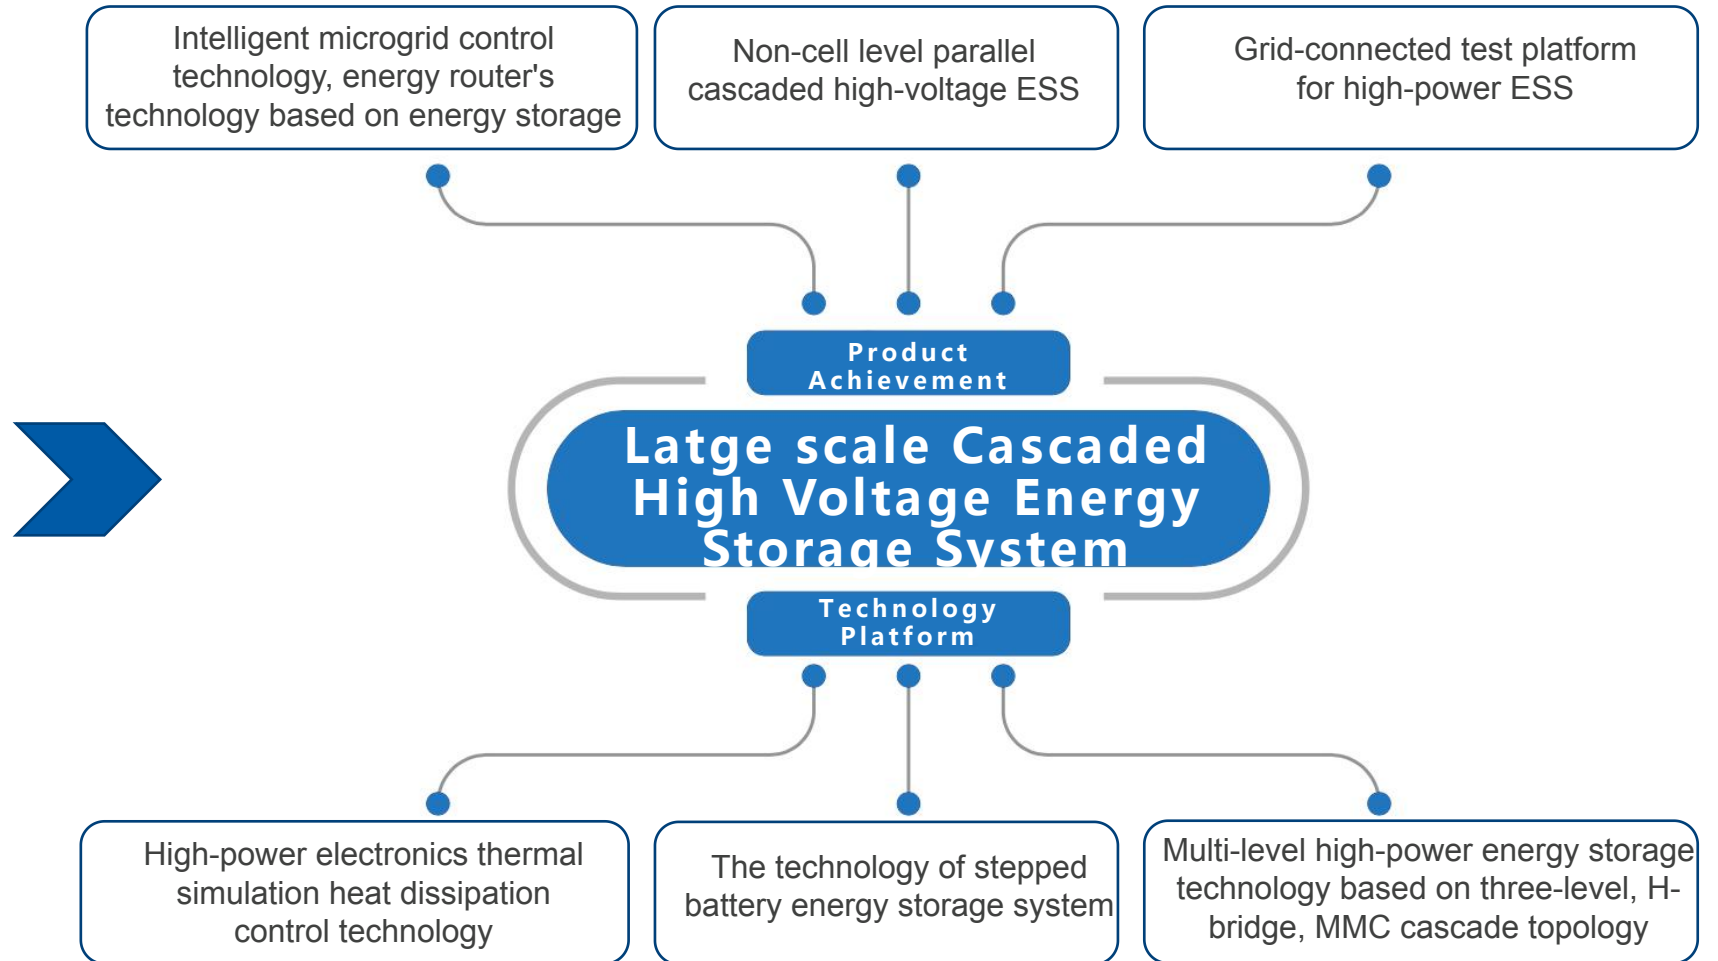 Intelligent microgrid control
technology, energy router's
technology based on energy storage
Non-cell level parallel
cascaded high-voltage ESS
Grid-connected test platform
for high-power ESS
Product
Achievement
Latge scale Cascaded
High Voltage Energy
Storage System
Technology
Platform
High-power electronics thermal
simulation heat dissipation
control technology
The technology of stepped
battery energy storage system
Multi-level high-power energy storage
technology based on three-level, H-
bridge, MMC cascade topology